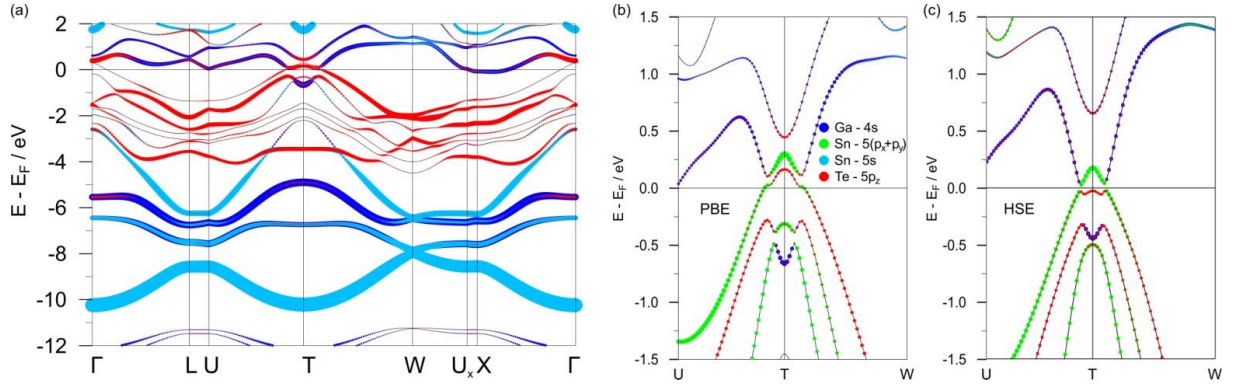 (a)
E - E_F / eV
2
0
-2
-4
-6
-8
-10
-12
Γ L U T W U_x X Γ
(b)
E - E_F / eV
1.5
1.0
0.5
0.0
-0.5
-1.0
-1.5
Ga - 4s
Sn - 5(p_x+p_y)
Sn - 5s
Te - 5p_z
PBE
U T W
(c)
E - E_F / eV
1.5
1.0
0.5
0.0
-0.5
-1.0
-1.5
HSE
U T W